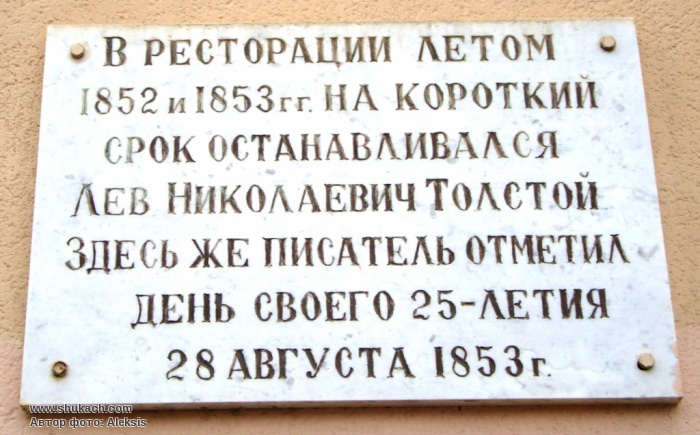 В РЕСТОРАЦИИ ЛЕТОМ
1852 и 1853 гг. НА КОРОТКИЙ
СРОК ОСТАНАВЛИВАЛСЯ
ЛЕВ НИКОЛАЕВИЧ ТОЛСТОЙ
ЗДЕСЬ ЖЕ ПИСАТЕЛЬ ОТМЕТИЛ
ДЕНЬ СВОЕГО 25-ЛЕТИЯ
28 АВГУСТА 1853 г.
www.shukach.com
Автор фото: Aleksis